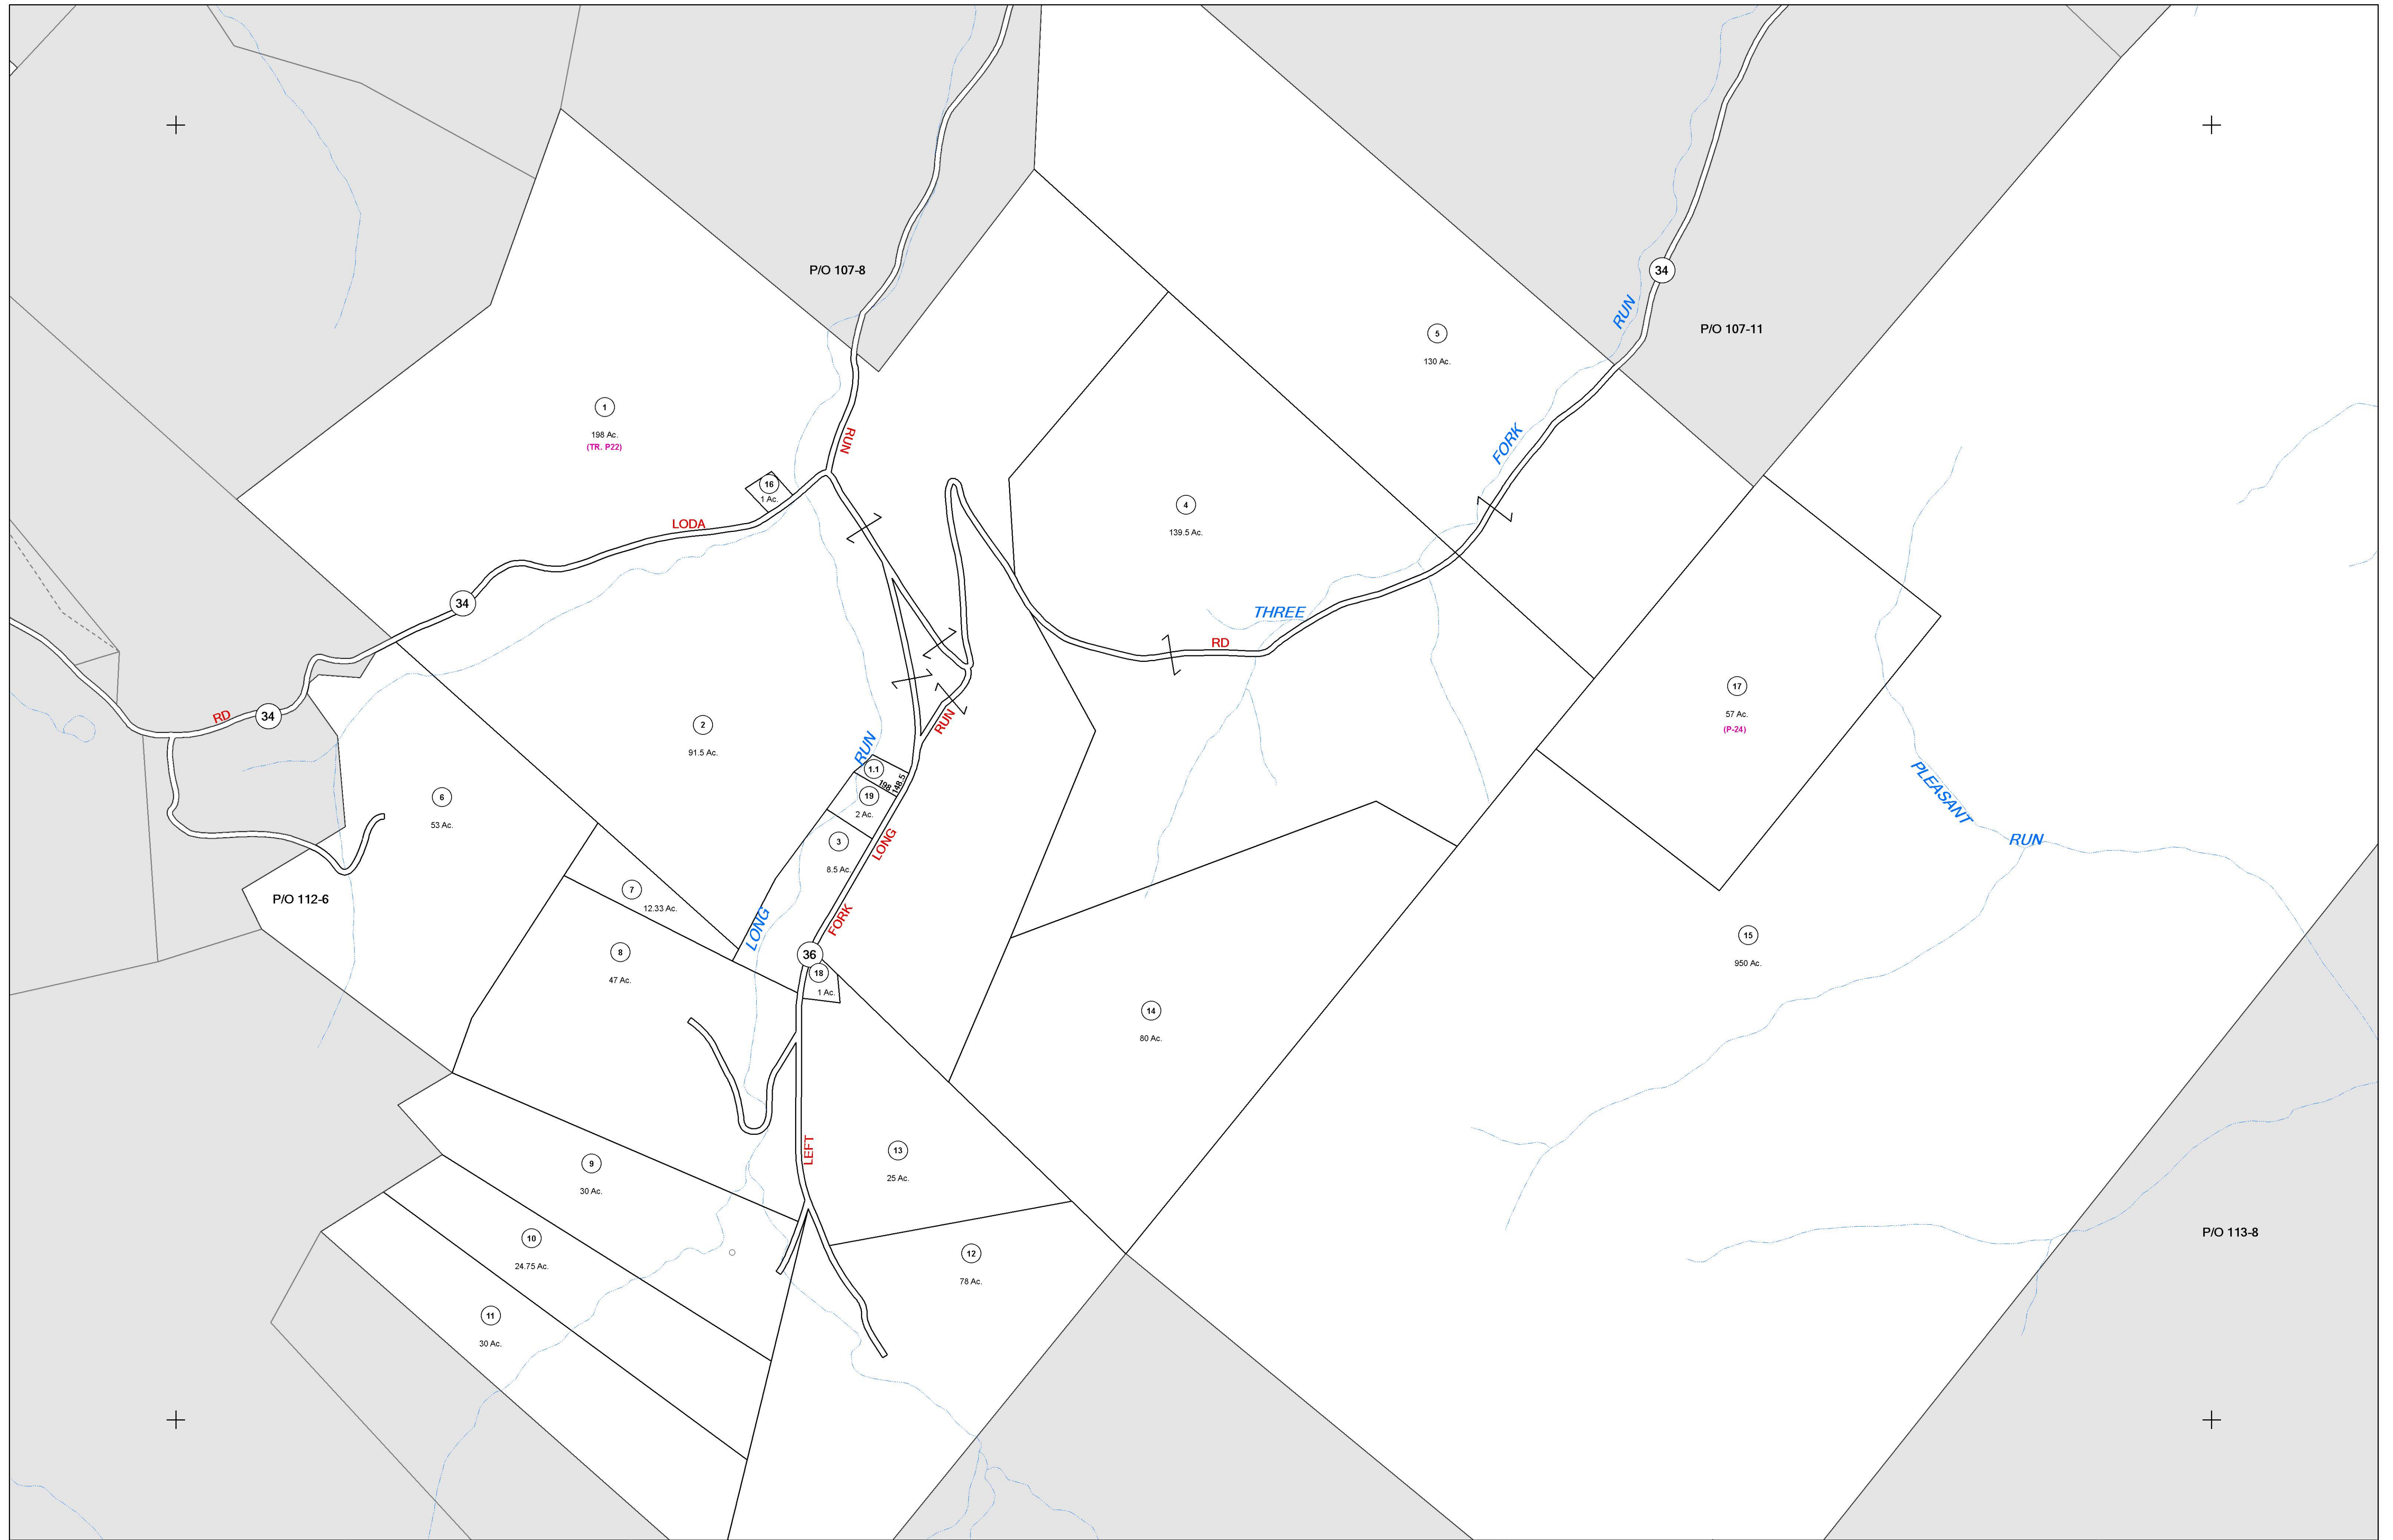 P/O 107-8
34
RUN
P/O 107-11
5
130 Ac.
1
198 Ac.
(TR. P22)
RUN
FORK
16
1 Ac.
4
139.5 Ac.
LODA
34
THREE
RD
17
57 Ac.
(P-24)
RD
34
2
91.5 Ac.
RUN
RUN
1.1
198
148.5
19
2 Ac.
3
8.5 Ac.
LONG
6
53 Ac.
PLEASANT
RUN
P/O 112-6
7
12.33 Ac.
LONG
FORK
8
47 Ac.
36
18
1 Ac.
15
950 Ac.
14
80 Ac.
LEFT
13
25 Ac.
9
30 Ac.
10
24.75 Ac.
12
78 Ac.
P/O 113-8
11
30 Ac.